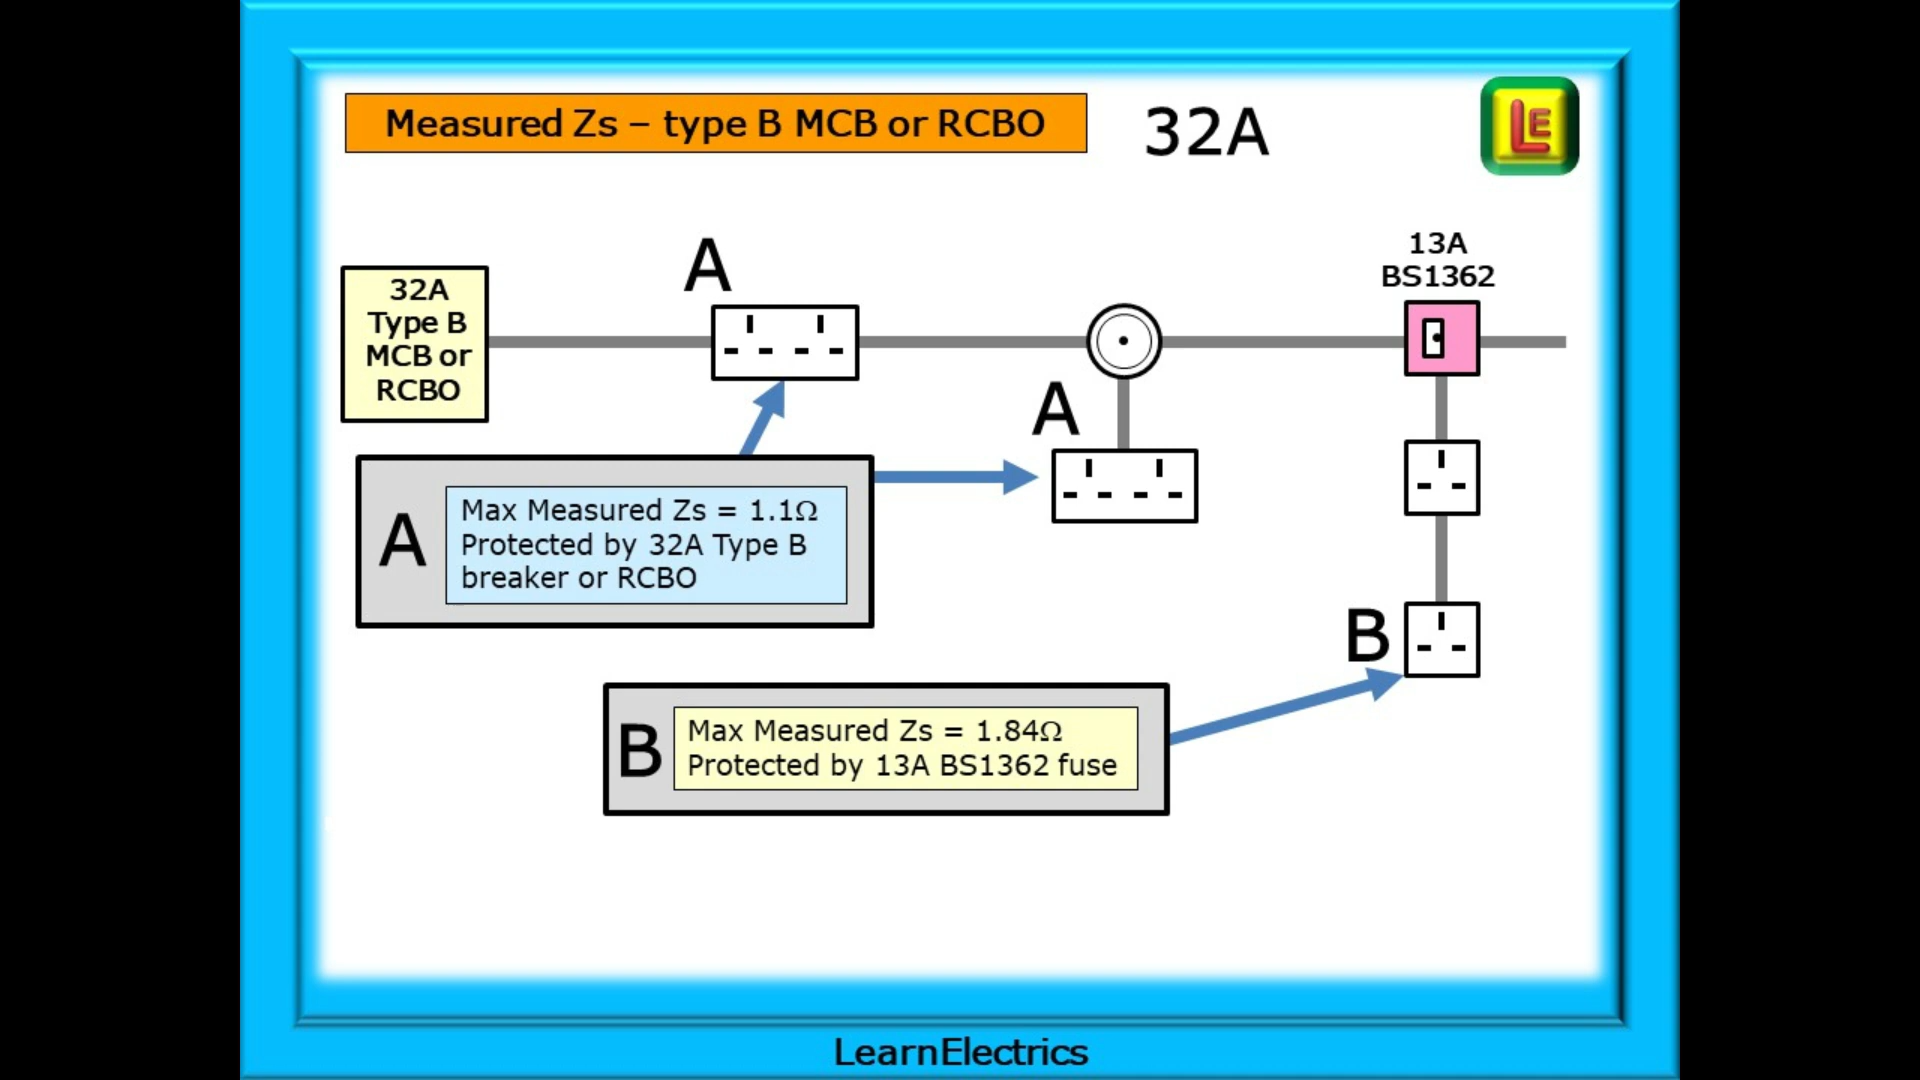 Measured Zs – type B MCB or RCBO
32A
LE
13A
BS1362
A
32A
Type B
MCB or
RCBO
A
A
Max Measured Zs = 1.1Ω
Protected by 32A Type B
breaker or RCBO
B
B
Max Measured Zs = 1.84Ω
Protected by 13A BS1362 fuse
LearnElectrics